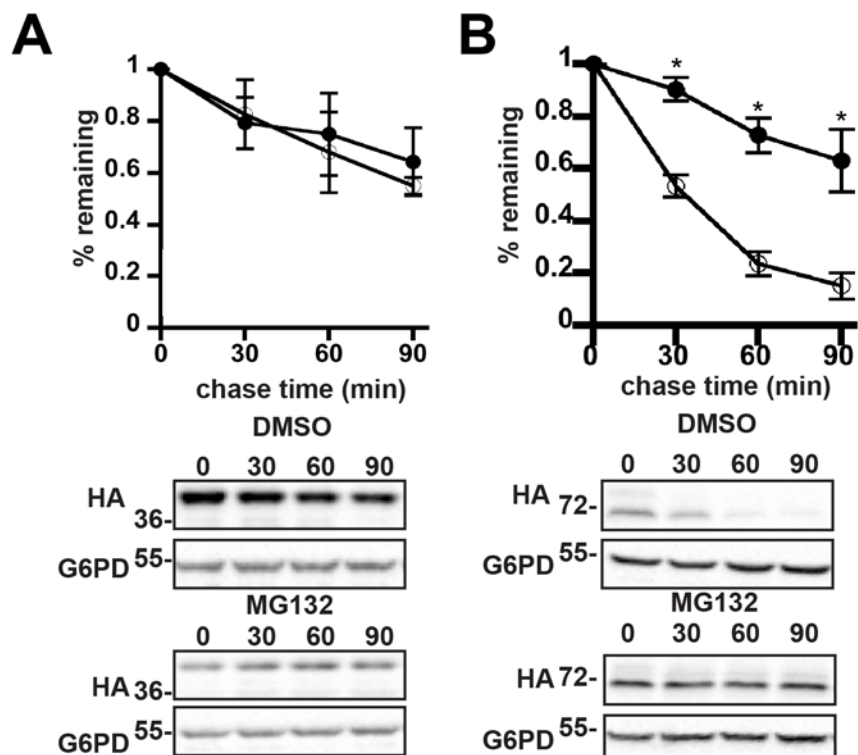 A
% remaining
1
0.8
0.6
0.4
0.2
0
0 30 60 90
chase time (min)
DMSO
0 30 60 90
HA
36-
G6PD 55-
MG132
0 30 60 90
HA 36-
G6PD 55-
B
% remaining
1
0.8
0.6
0.4
0.2
0
* * *
0 30 60 90
chase time (min)
DMSO
0 30 60 90
HA 72-
G6PD 55-
MG132
0 30 60 90
HA 72-
G6PD 55-